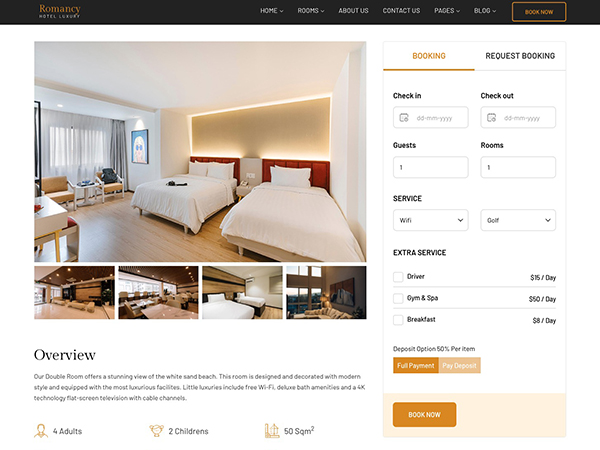 Romancy
HOTEL LUXURY
HOME
ROOMS
ABOUT US
CONTACT US
PAGES
BLOG
BOOK NOW
BOOKING
REQUEST BOOKING
Check in
Check out
dd-mm-yyyy
dd-mm-yyyy
Guests
Rooms
1
1
SERVICE
Wifi
Golf
EXTRA SERVICE
Driver
$15 / Day
Gym & Spa
$50 / Day
Breakfast
$8 / Day
Deposit Option 50% Per item
Full Payment
Pay Deposit
BOOK NOW
Overview
Our Double Room offers a stunning view of the white sand beach. This room is designed and decorated with modern
style and equipped with the most luxurious facilites. Little luxuries include free Wi-Fi, deluxe bath amenities and a 4K
technology flat-screen television with cable channels.
4 Adults
2 Childrens
50 Sqm²